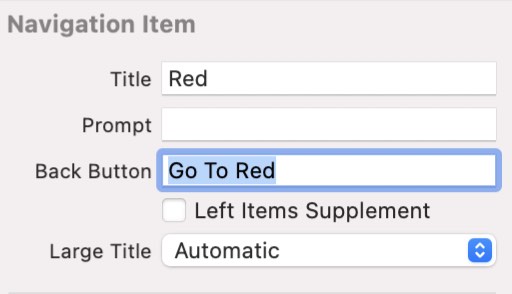 Navigation Item
Title Red
Prompt
Back Button Go To Red
Left Items Supplement
Large Title Automatic